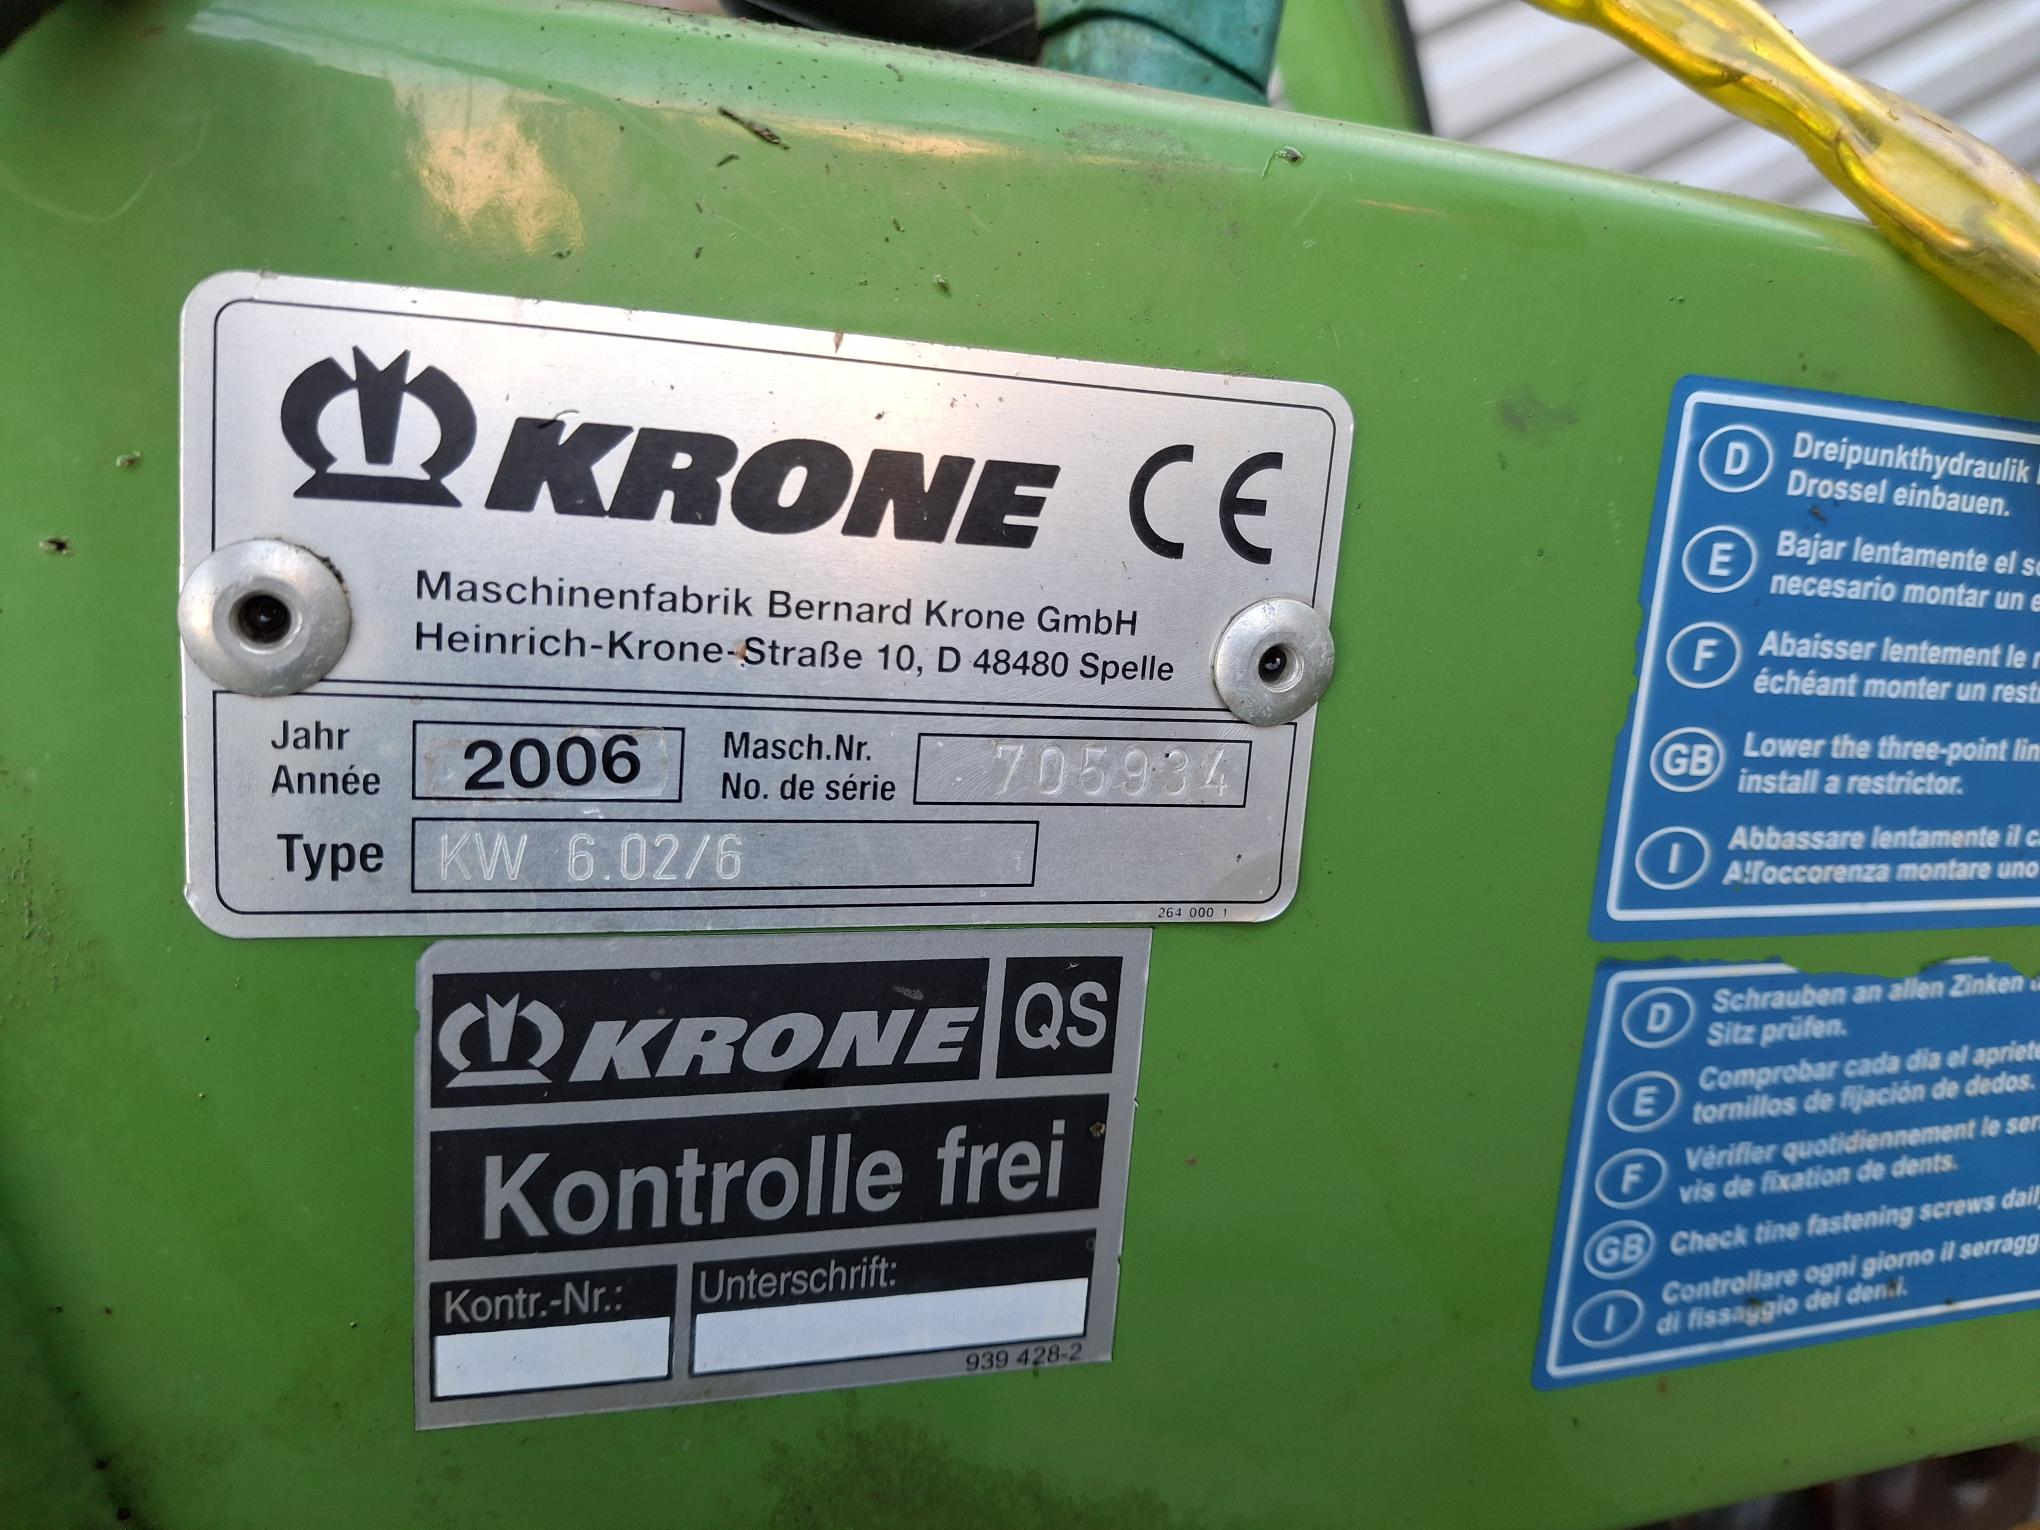 KRONE CE
Maschinenfabrik Bernard Krone GmbH
Heinrich-Krone-Straße 10, D 48480 Spelle
Jahr
Année
2006
Masch.Nr.
No. de série
705934
Type
KW 6.02/6
264 000 1
KRONE QS
Kontrolle frei
Kontr.-Nr.:
Unterschrift:
939 428-2
D Dreipunkthydraulik
Drossel einbauen.
E Bajar lentamente el
necesario montar un
F Abaisser lentement le
échéant monter un
GB Lower the three-point
install a restrictor.
I Abbassare lentamente il
All'occorenza montare uno
D Schrauben an allen Zinken
Sitz prüfen.
E Comprobar cada dia el
tornillos de fijación de dedos.
F Vérifier quotidiennement le
vis de fixation de dents.
GB Check tine fastening screws
I Controllare ogni giorno il
di fissaggio dei denti.